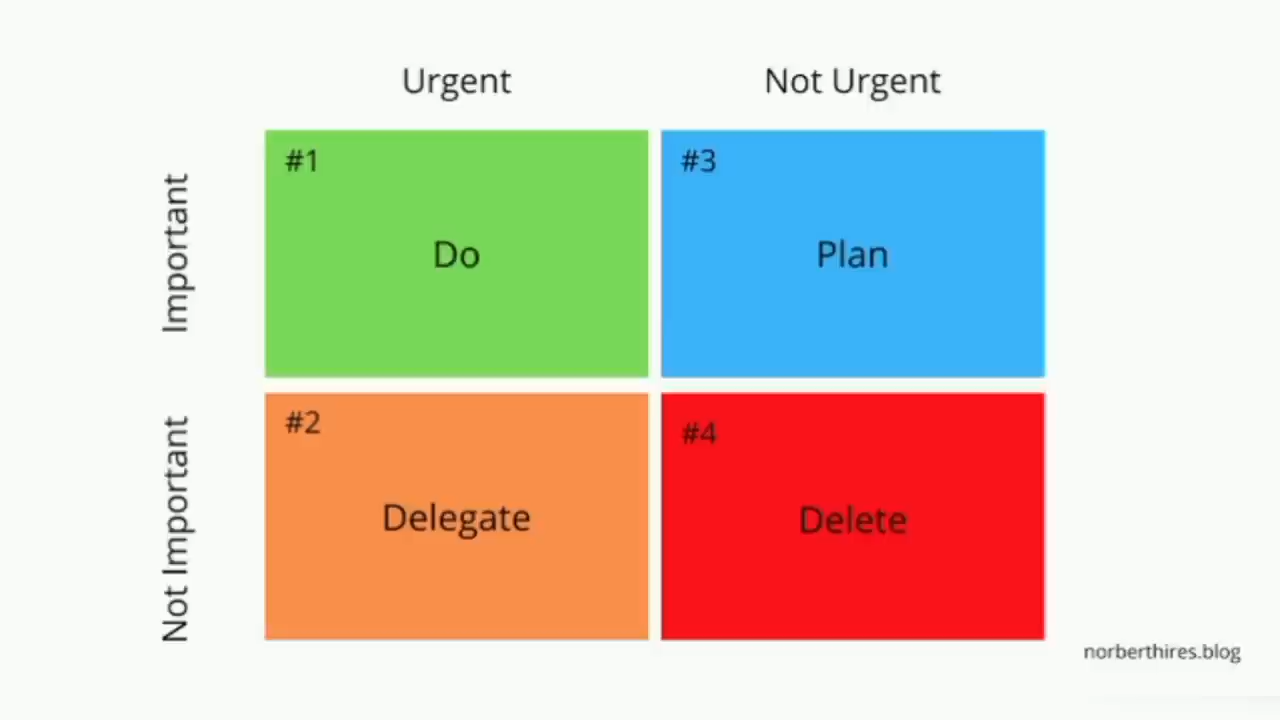 Urgent
Not Urgent
Important
#1
Do
#3
Plan
Not Important
#2
Delegate
#4
Delete
norberthires.blog